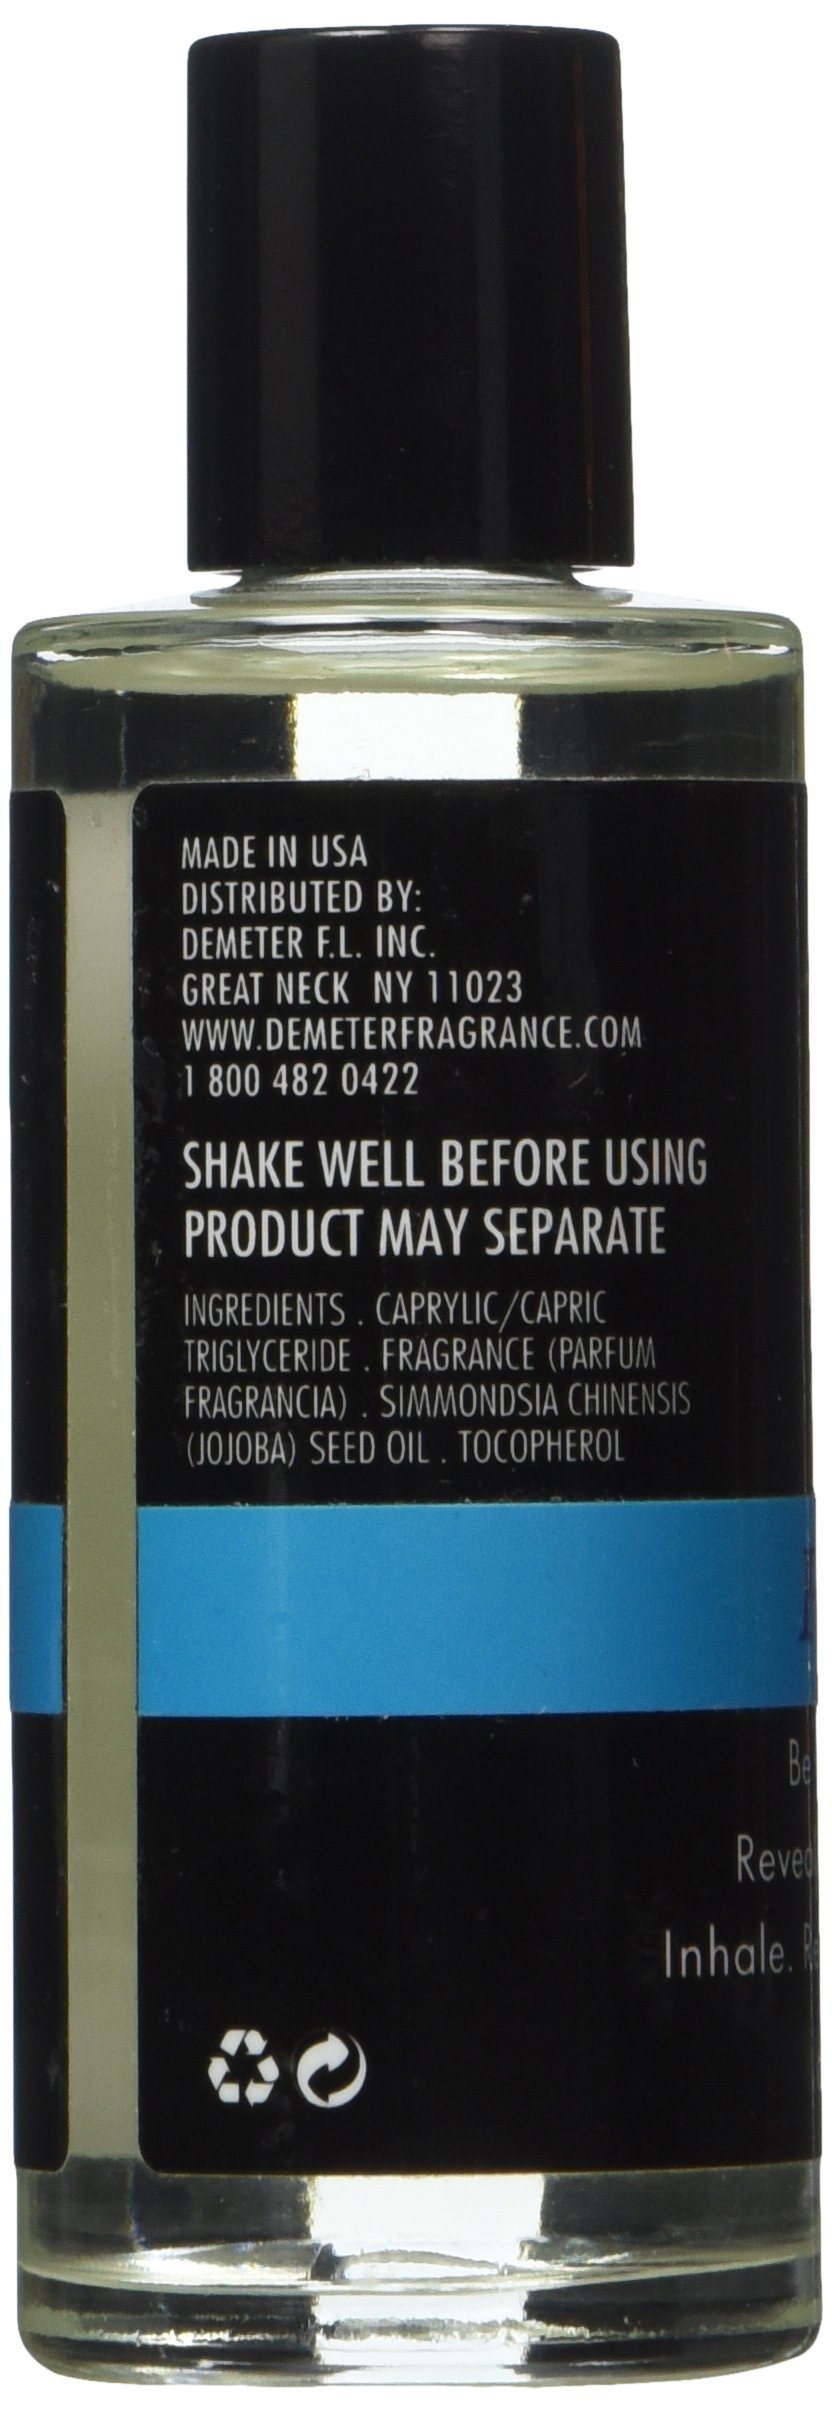 MADE IN USA
DISTRIBUTED BY:
DEMETER F.L. INC.
GREAT NECK NY 11023
WWW.DEMETERFRAGRANCE.COM
1 800 482 0422
SHAKE WELL BEFORE USING
PRODUCT MAY SEPARATE
INGREDIENTS . CAPRYLIC/CAPRIC
TRIGLYCERIDE . FRAGRANCE (PARFUM
FRAGRANCIA) . SIMMONDSIA CHINENSIS
(JOJOBA) SEED OIL . TOCOPHEROL
Inhale.